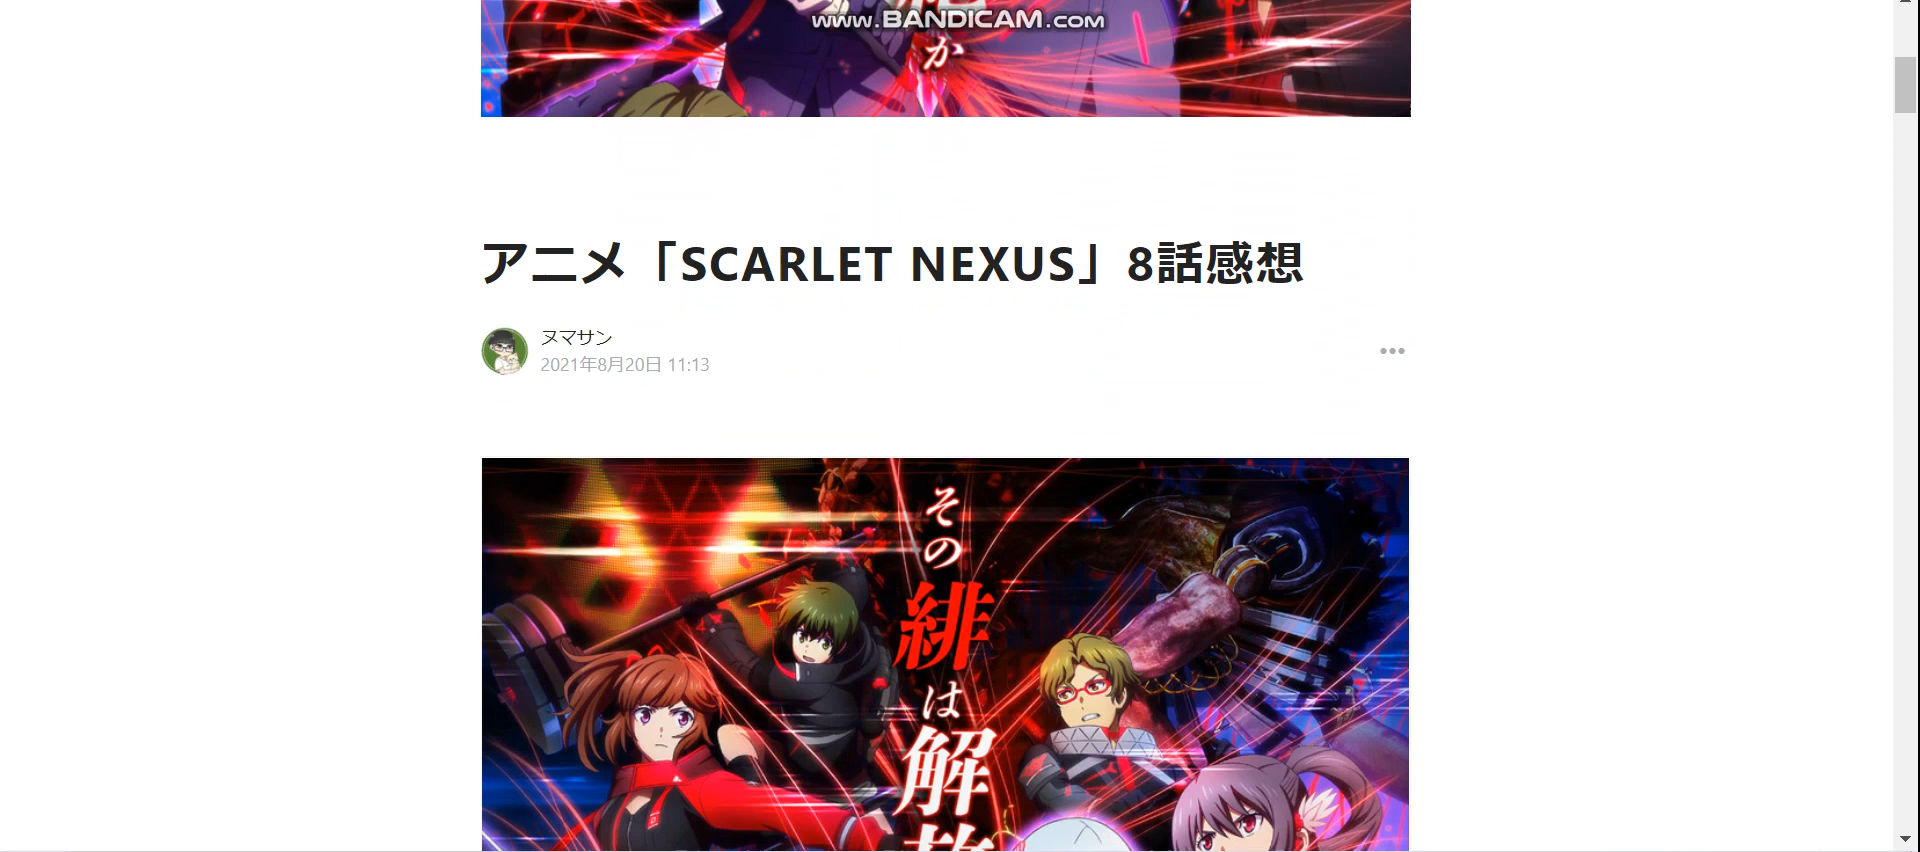 www.BANDICAM.com
か
アニメ「SCARLET NEXUS」8話感想
ヌマサン
2021年8月20日 11:13
その
緋
は
解